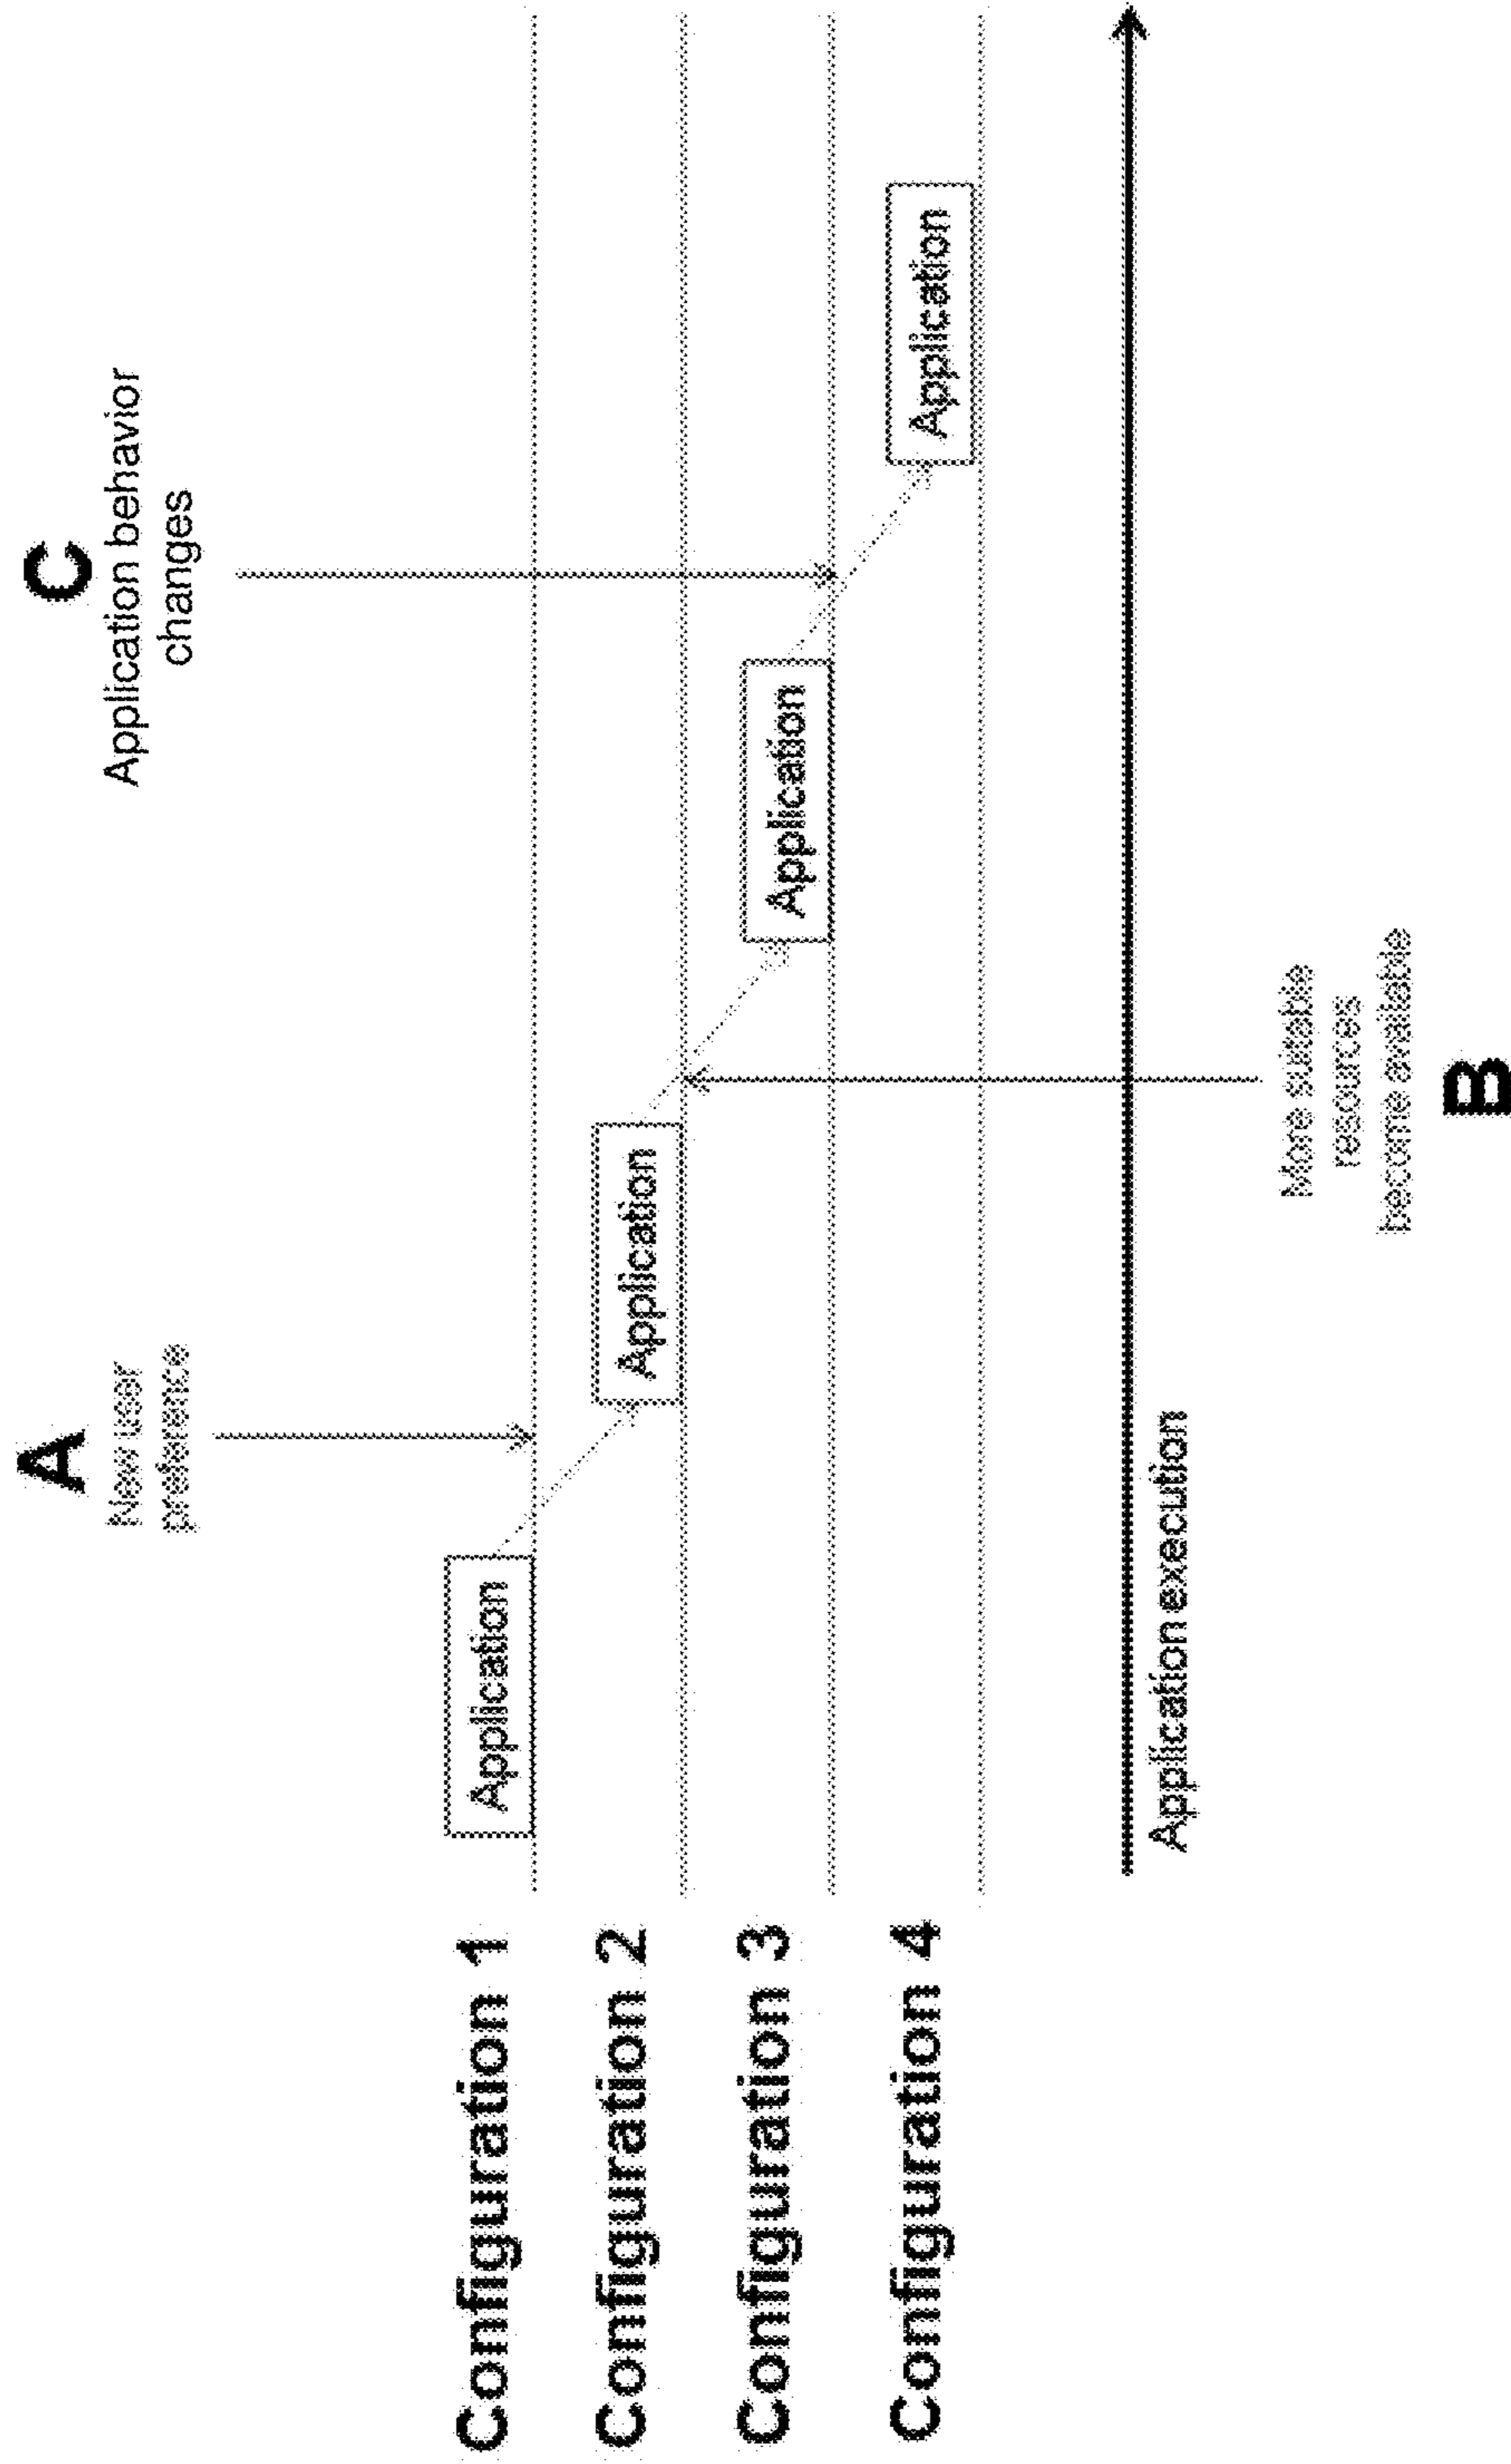 A
New user
preference
C
Application behavior
changes
Configuration 1
Application
Configuration 2
Application
Configuration 3
Application
Configuration 4
Application
Application execution
More suitable
resources
become available
B